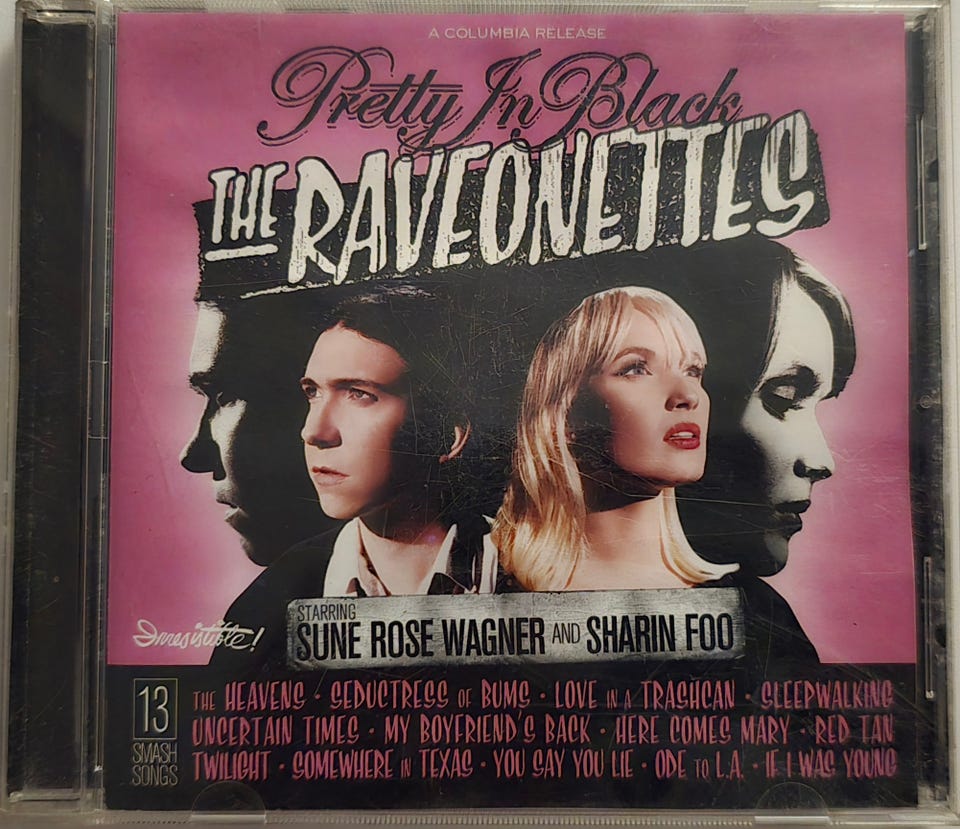 A COLUMBIA RELEASE
Pretty In Black
THE RAVEONETTES
Irresistible!
STARRING
SUNE ROSE WAGNER AND SHARIN FOO
13
SMASH
SONGS
THE HEAVENS • SEDUCTRESS OF BUMS • LOVE IN A TRASHCAN • SLEEPWALKING
UNCERTAIN TIMES • MY BOYFRIEND'S BACK • HERE COMES MARY • RED TAN
TWILIGHT • SOMEWHERE IN TEXAS • YOU SAY YOU LIE • ODE TO L.A. • IF I WAS YOUNG